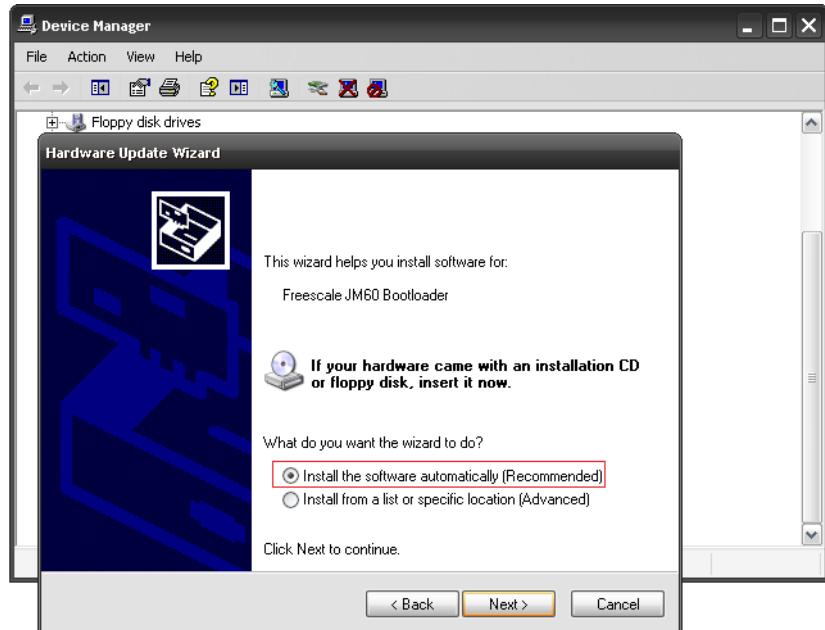 Device Manager
File Action View Help
Floppy disk drives
Hardware Update Wizard
This wizard helps you install software for:
Freescale JM60 Bootloader
If your hardware came with an installation CD
or floppy disk, insert it now.
What do you want the wizard to do?
Install the software automatically (Recommended)
Install from a list or specific location (Advanced)
Click Next to continue.
< Back Next > Cancel